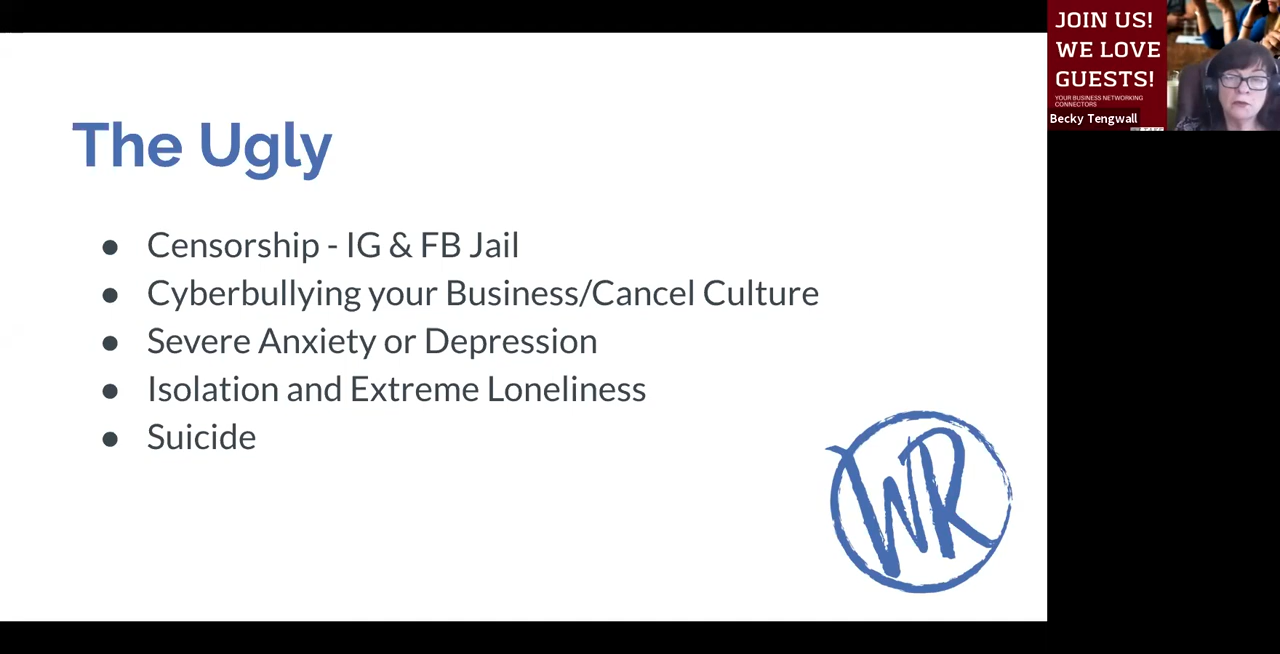 The Ugly
● Censorship - IG & FB Jail
● Cyberbullying your Business/Cancel Culture
● Severe Anxiety or Depression
● Isolation and Extreme Loneliness
● Suicide
WR
JOIN US!
WE LOVE
GUESTS!
YOUR BUSINESS NETWORKING
CONNECTORS
Becky Tengwall